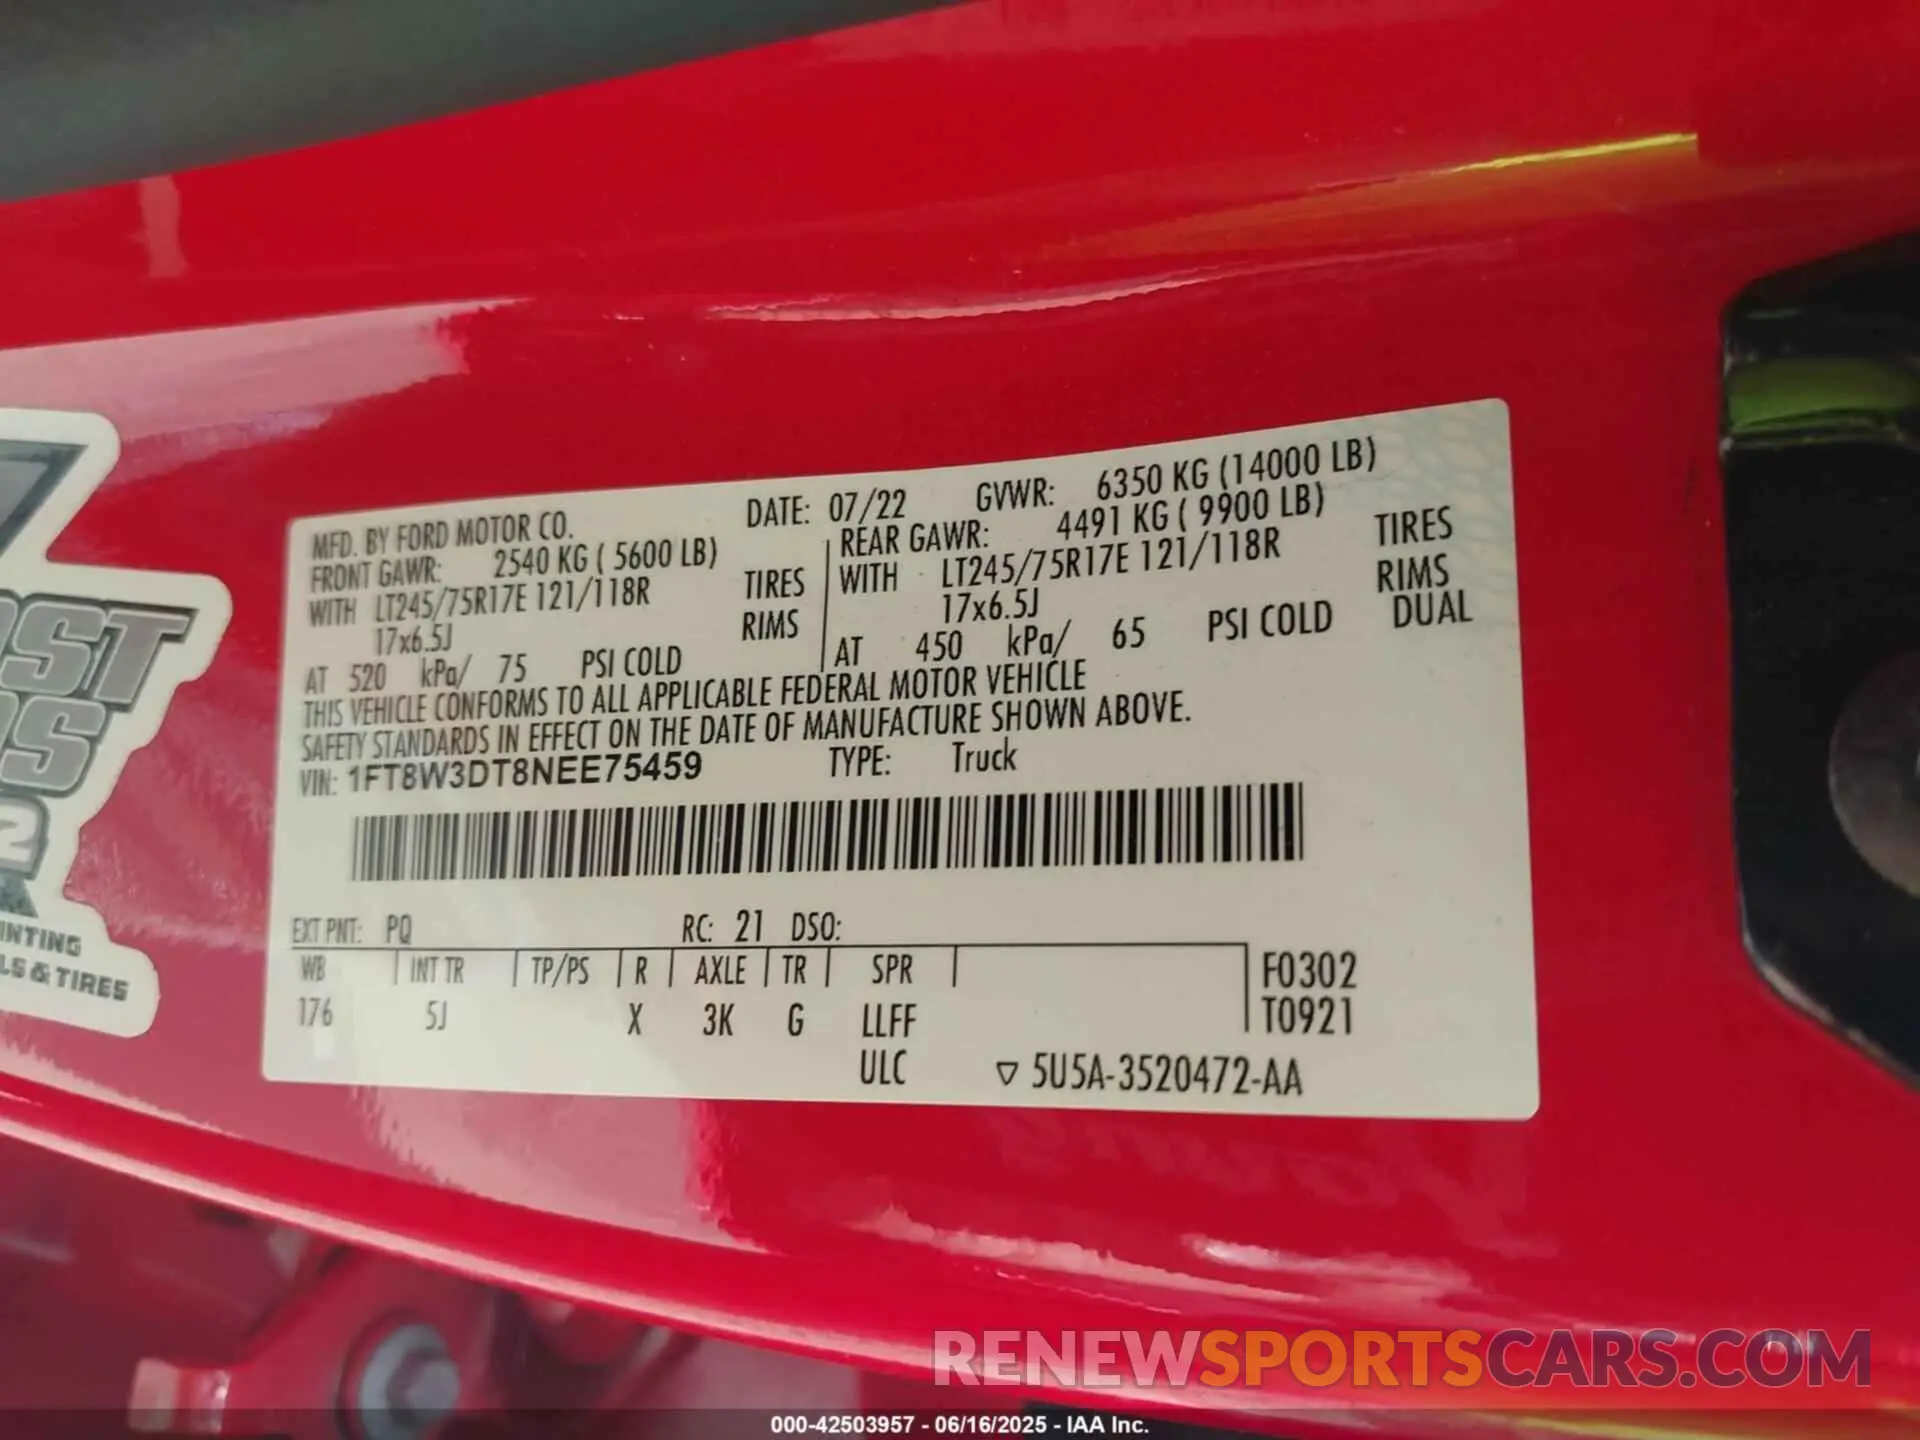 MFD. BY FORD MOTOR CO. DATE: 07/22 GVWR: 6350 KG (14000 LB)
FRONT GAWR: 2540 KG ( 5600 LB) REAR GAWR: 4491 KG ( 9900 LB)
WITH LT245/75R17E 121/118R TIRES WITH LT245/75R17E 121/118R TIRES
17x6.5J RIMS 17x6.5J RIMS
AT 520 kPa/ 75 PSI COLD AT 450 kPa/ 65 PSI COLD DUAL
THIS VEHICLE CONFORMS TO ALL APPLICABLE FEDERAL MOTOR VEHICLE
SAFETY STANDARDS IN EFFECT ON THE DATE OF MANUFACTURE SHOWN ABOVE.
VIN: 1FT8W3DT8NEE75459 TYPE: Truck
EXT PNT: PQ RC: 21 DSO:
WB INT TR TP/PS R AXLE TR SPR F0302
176 5J X 3K G LLFF T0921
ULC 5U5A-3520472-AA
LS & TIRES
RENEWSPORTSCARS.COM
000-42503957 - 06/16/2025 - IAA Inc.